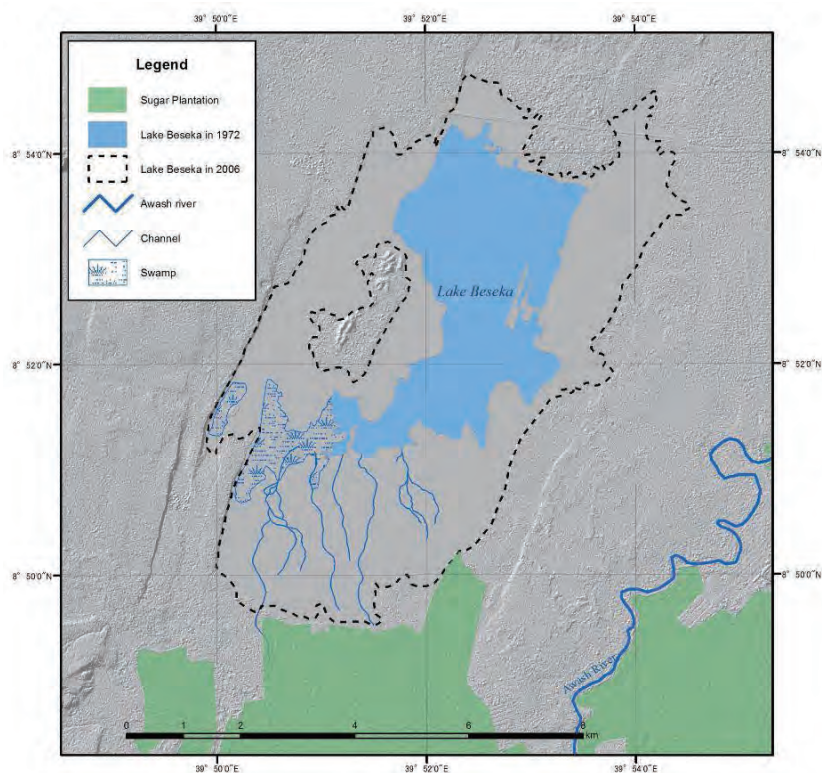 39° 50'0"E
39° 52'0"E
39° 54'0"E
Legend
Sugar Plantation
Lake Beseka in 1972
Lake Beseka in 2006
Awash river
Channel
Swamp
8° 54'0"N
8° 54'0"N
Lake Beseka
8° 52'0"N
8° 52'0"N
8° 50'0"N
8° 50'0"N
Awash River
0 1 2 4 6 8
km
39° 50'0"E
39° 52'0"E
39° 54'0"E